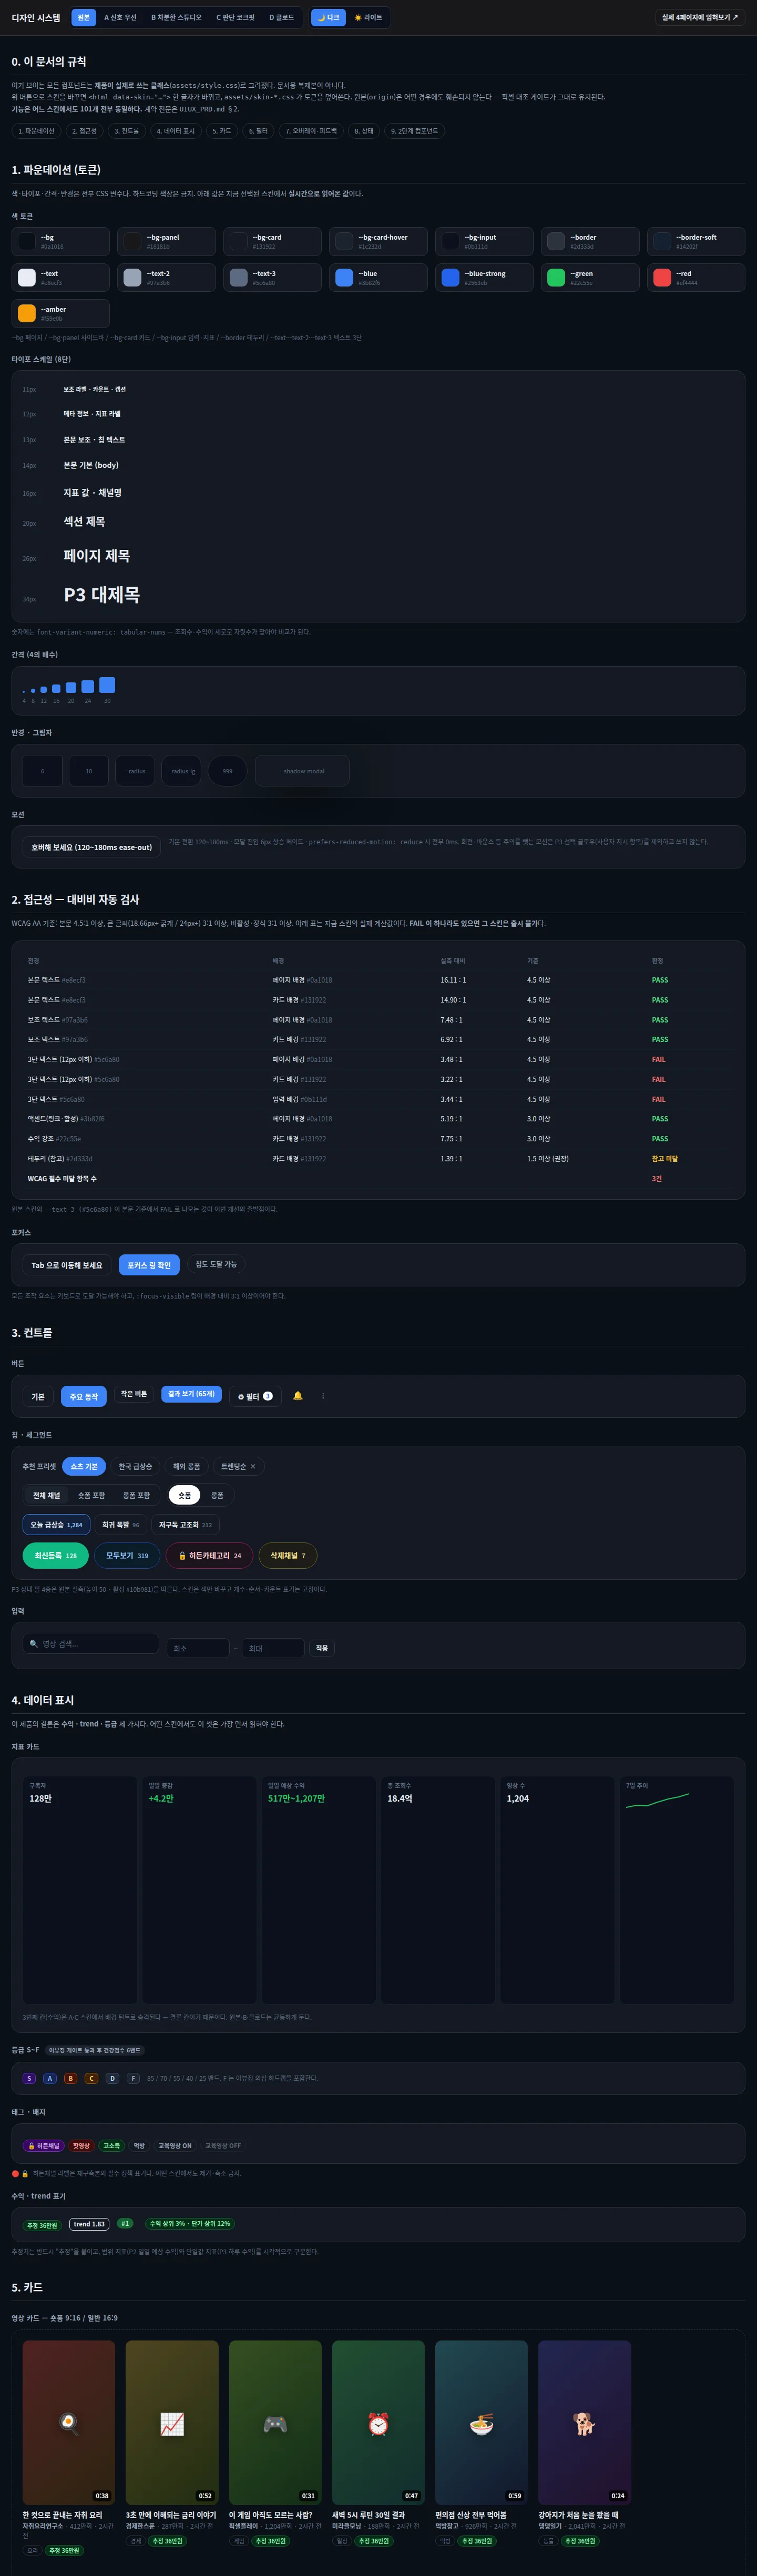 디자인 시스템
원본
A 신호 우선
B 차분한 스튜디오
C 판단 코크핏
D 클로드
🌙 다크
☀️ 라이트
실제 4페이지에 입혀보기 ↗
0. 이 문서의 규칙
여기 보이는 모든 컴포넌트는 제품이 실제로 쓰는 클래스(assets/style.css)로 그려졌다. 문서용 복제본이 아니다.
위 버튼으로 스킨을 바꾸면 <html data-skin="…"> 한 글자가 바뀌고, assets/skin-*.css 가 토큰을 덮어쓴다. 원본(origin)은 어떤 경우에도 훼손되지 않는다 — 픽셀 대조 게이트가 그대로 유지된다.
기능은 어느 스킨에서도 101개 전부 동일하다. 계약 전문은 UIUX_PRD.md §2.
1. 파운데이션
2. 접근성
3. 컨트롤
4. 데이터 표시
5. 카드
6. 필터
7. 오버레이·피드백
8. 상태
9. 2단계 컴포넌트
1. 파운데이션 (토큰)
색·타이포·간격·반경은 전부 CSS 변수다. 하드코딩 색상은 금지. 아래 값은 지금 선택된 스킨에서 실시간으로 읽어온 값이다.
색 토큰
--bg
#0a1018
--bg-panel
--bg-card
#131922
--bg-card-hover
#1c232d
--bg-input
#0b111d
--border
#2d333d
--border-soft
--text
#e8ecf3
--text-2
#97a3b6
--text-3
#5c6a80
--blue
#3b82f6
--blue-strong
#2563eb
--green
#22c55e
--red
#ef4444
--amber
#f59e0b
--bg 페이지 / --bg-panel 사이드바 / --bg-card 카드 / --bg-input 입력·지표 / --border 테두리 / --text·--text-2·--text-3 텍스트 3단
타이포 스케일 (8단)
11px 보조 라벨 · 카운트 · 캡션
12px 메타 정보 · 지표 라벨
13px 본문 보조 · 칩 텍스트
14px 본문 기본 (body)
16px 지표 값 · 채널명
20px 섹션 제목
26px 페이지 제목
34px P3 대제목
숫자에는 font-variant-numeric: tabular-nums — 조회수·수익이 세로로 자릿수가 맞아야 비교가 된다.
간격 (4의 배수)
4 8 12 16 20 24 30
반경 · 그림자
6
10
--radius
--radius-lg
999
--shadow-modal
모션
호버해 보세요 (120~180ms ease-out)
기본 전환 120~180ms · 모달 진입 6px 상승 페이드 · prefers-reduced-motion: reduce 시 전부 0ms. 회전·바운스 등 주의를 뺏는 모션은 P3 선택 글로우(사용자 지시 항목)를 제외하고 쓰지 않는다.
2. 접근성 — 대비비 자동 검사
WCAG AA 기준: 본문 4.5:1 이상, 큰 글씨(18.66px+ 굵게 / 24px+) 3:1 이상, 비활성·장식 3:1 이상. 아래 표는 지금 스킨의 실제 계산값이다. FAIL 이 하나라도 있으면 그 스킨은 출시 불가다.
전경 배경 실측 대비 기준 판정
본문 텍스트 #e8ecf3 페이지 배경 #0a1018 16.11 : 1 4.5 이상 PASS
본문 텍스트 #e8ecf3 카드 배경 #131922 14.90 : 1 4.5 이상 PASS
보조 텍스트 #97a3b6 페이지 배경 #0a1018 7.48 : 1 4.5 이상 PASS
보조 텍스트 #97a3b6 카드 배경 #131922 6.92 : 1 4.5 이상 PASS
3단 텍스트 (12px 이하) #5c6a80 페이지 배경 #0a1018 3.48 : 1 4.5 이상 FAIL
3단 텍스트 (12px 이하) #5c6a80 카드 배경 #131922 3.22 : 1 4.5 이상 FAIL
3단 텍스트 #5c6a80 입력 배경 #0b111d 3.44 : 1 4.5 이상 FAIL
액센트(링크·활성) #3b82f6 페이지 배경 #0a1018 5.19 : 1 3.0 이상 PASS
수익 강조 #22c55e 카드 배경 #131922 7.75 : 1 3.0 이상 PASS
테두리 (참고) #2d333d 카드 배경 #131922 1.39 : 1 1.5 이상 (권장) 참고 미달
WCAG 필수 미달 항목 수 3건
원본 스킨의 --text-3 (#5c6a80) 이 본문 기준에서 FAIL 로 나오는 것이 이번 개선의 출발점이다.
포커스
Tab 으로 이동해 보세요
포커스 링 확인
칩도 도달 가능
모든 조작 요소는 키보드로 도달 가능해야 하고, :focus-visible 링이 배경 대비 3:1 이상이어야 한다.
3. 컨트롤
버튼
기본
주요 동작
작은 버튼
결과 보기 (65개)
⚙ 필터 3
🔔
⋮
칩 · 세그먼트
추천 프리셋
쇼츠 기본
한국 급상승
해외 롱폼
트렌딩순 ×
전체 채널
숏폼 포함
롱폼 포함
숏폼
롱폼
오늘 급상승 1,284
희귀 폭발 96
저구독 고조회 212
최신등록 128
모두보기 319
🔓 히든카테고리 24
삭제채널 7
P3 상태 필 4종은 원본 실측(높이 50 · 활성 #10b981)을 따른다. 스킨은 색만 바꾸고 개수·순서·카운트 표기는 고정이다.
입력
🔍 영상 검색...
최소
~
최대
적용
4. 데이터 표시
이 제품의 결론은 수익 · trend · 등급 세 가지다. 어떤 스킨에서도 이 셋은 가장 먼저 읽혀야 한다.
지표 카드
구독자
128만
일일 증감
+4.2만
일일 예상 수익
517만~1,207만
총 조회수
18.4억
영상 수
1,204
7일 추이
3번째 칸(수익)은 A·C 스킨에서 배경 틴트로 승격된다 — 결론 칸이기 때문이다. 원본·B·클로드는 균등하게 둔다.
등급 S~F
S
A
B
C
D
F
85 / 70 / 55 / 40 / 25 밴드. F 는 어뷰징 의심 하드캡을 포함한다.
태그 · 배지
🔓 히든채널
핫영상
고소득
먹방
교육영상 ON
교육영상 OFF
🔴 🔓 히든채널 라벨은 재구축본의 필수 정책 표기다. 어떤 스킨에서도 제거·축소 금지.
수익 · trend 표기
추정 36만원
trend 1.83
#1
수익 상위 3% · 단가 상위 12%
추정치는 반드시 "추정"을 붙이고, 범위 지표(P2 일일 예상 수익)와 단일값 지표(P3 하루 수익)를 시각적으로 구분한다.
5. 카드
영상 카드 — 숏폼 9:16 / 일반 16:9
0:38
한 컷으로 끝내는 자취 요리
자취요리연구소 · 412만회 · 2시간 전
요리
추정 36만원
0:52
3초 만에 이해되는 금리 이야기
경제한스푼 · 287만회 · 2시간 전
경제
추정 36만원
0:31
이 게임 아직도 모르는 사람?
픽셀플레이 · 1,204만회 · 2시간 전
게임
추정 36만원
0:47
새벽 5시 루틴 30일 결과
미라클모닝 · 168만회 · 2시간 전
일상
추정 36만원
0:59
편의점 신상 전부 먹어봄
먹방창고 · 926만회 · 2시간 전
먹방
추정 36만원
0:24
강아지가 처음 눈을 봤을 때
댕댕일기 · 2,041만회 · 2시간 전
동물
추정 36만원